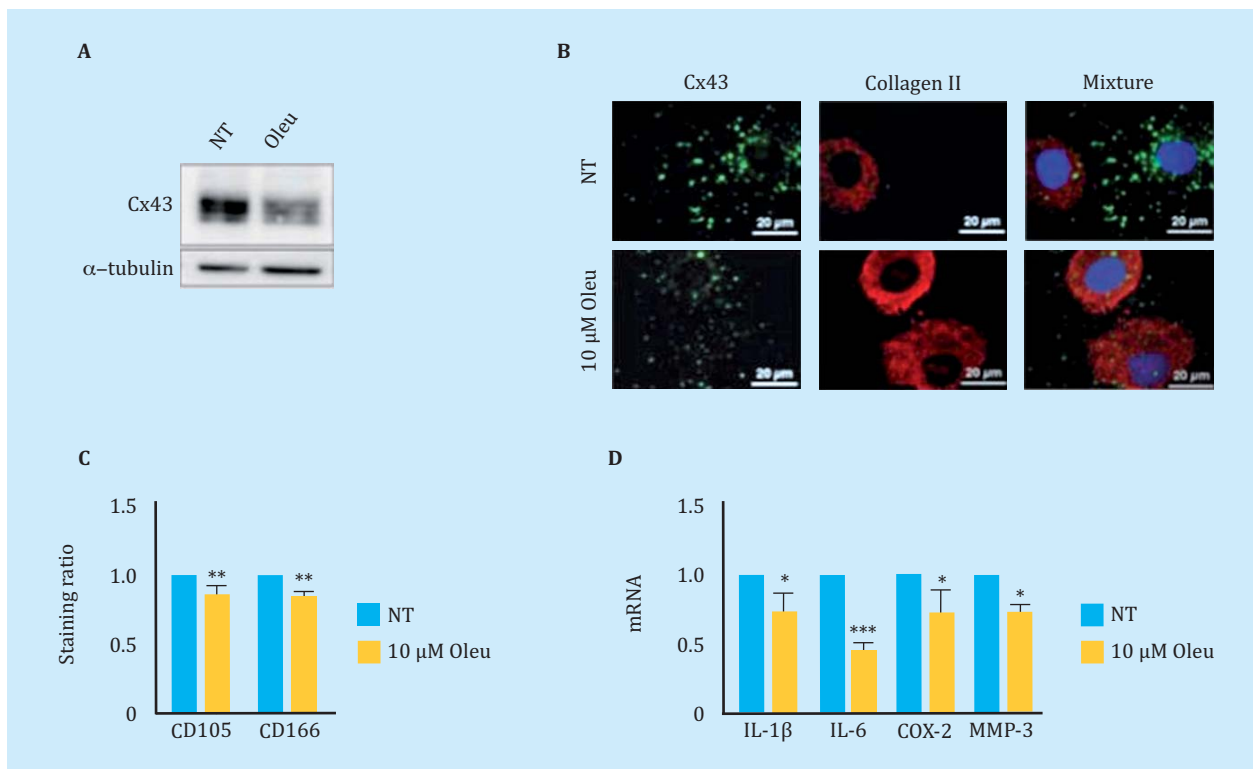 A
NT Oleu
Cx43
α–tubulin
B
Cx43 Collagen II Mixture
NT
20 µm 20 µm 20 µm
10 µM Oleu
20 µm 20 µm 20 µm
C
Staining ratio
1.5
1.0
0.5
0
** **
CD105 CD166
NT
10 µM Oleu
D
mRNA
1.5
1.0
0.5
0
* *** * *
IL-1β IL-6 COX-2 MMP-3
NT
10 µM Oleu